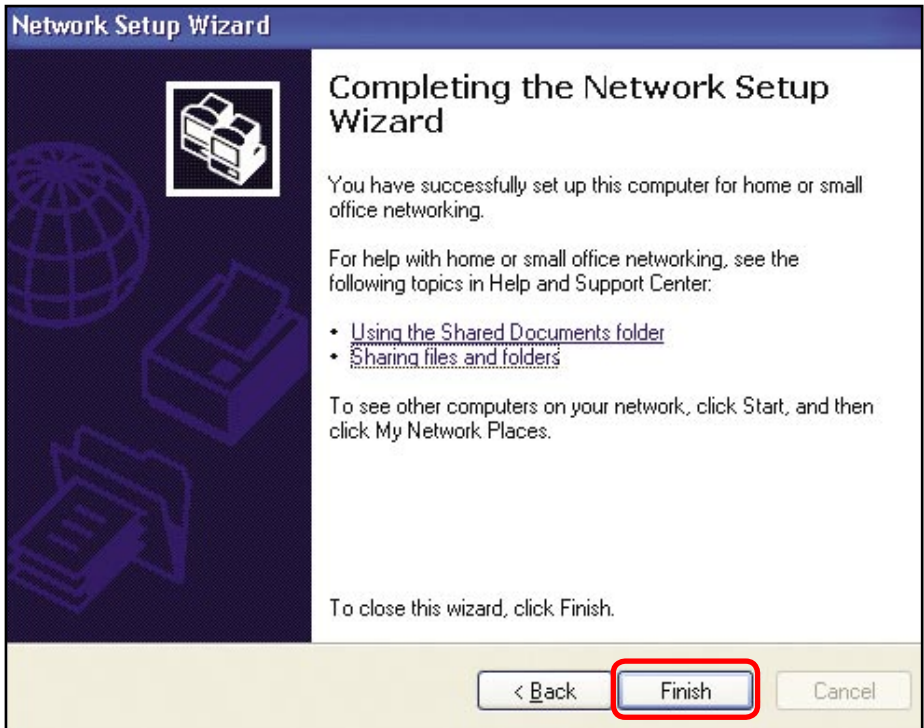 Network Setup Wizard
Completing the Network Setup
Wizard
You have successfully set up this computer for home or small
office networking.
For help with home or small office networking, see the
following topics in Help and Support Center:
• Using the Shared Documents folder
• Sharing files and folders
To see other computers on your network, click Start, and then
click My Network Places.
To close this wizard, click Finish.
< Back Finish Cancel